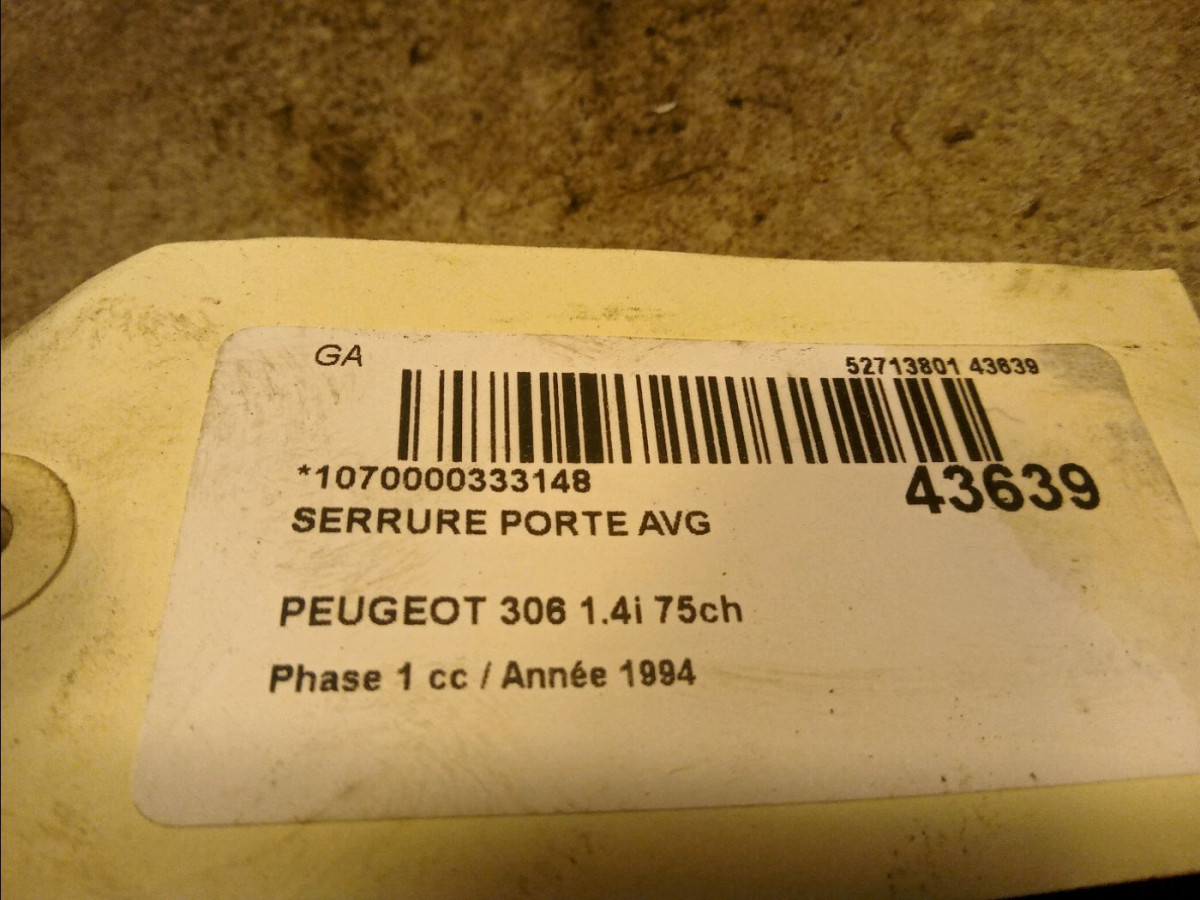 GA
52713801 43639
*1070000333148
43639
SERRURE PORTE AVG
PEUGEOT 306 1.4i 75ch
Phase 1 cc / Année 1994